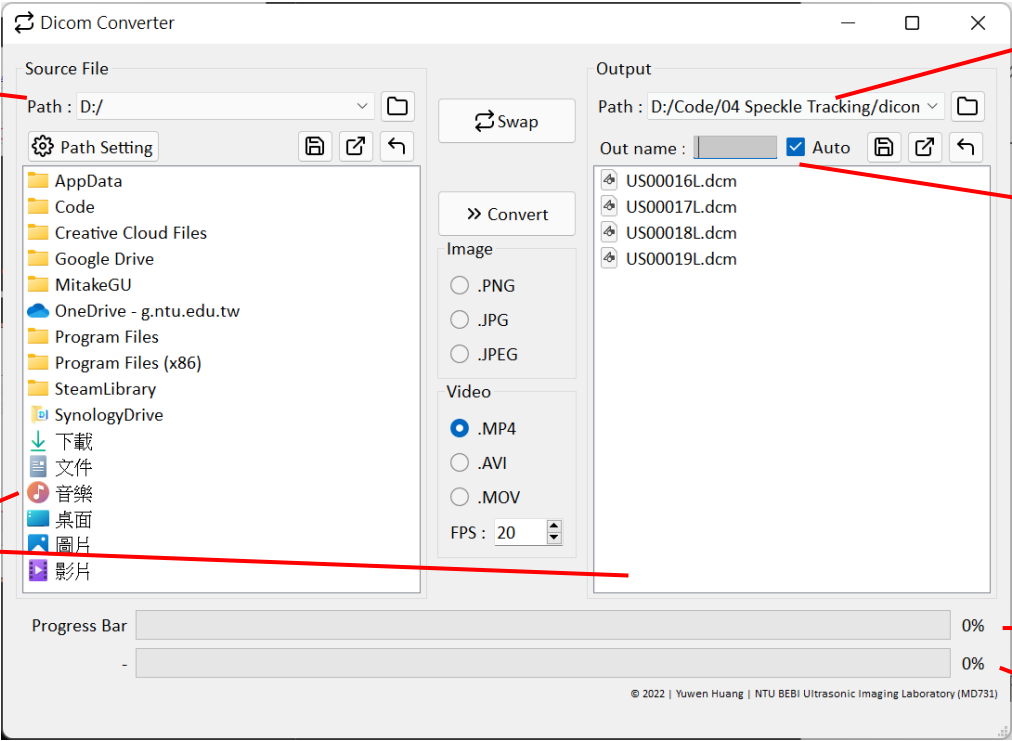 Dicom Converter
Source File
Path : D:/
Path Setting
AppData
Code
Creative Cloud Files
Google Drive
MitakeGU
OneDrive - g.ntu.edu.tw
Program Files
Program Files (x86)
SteamLibrary
SynologyDrive
下載
文件
音樂
桌面
圖片
影片
Swap
Convert
Image
.PNG
.JPG
.JPEG
Video
.MP4
.AVI
.MOV
FPS : 20
Output
Path : D:/Code/04 Speckle Tracking/dicon
Out name : Auto
US00016L.dcm
US00017L.dcm
US00018L.dcm
US00019L.dcm
Progress Bar 0%
- 0%
© 2022 | Yuwen Huang | NTU BEBI Ultrasonic Imaging Laboratory (MD731)